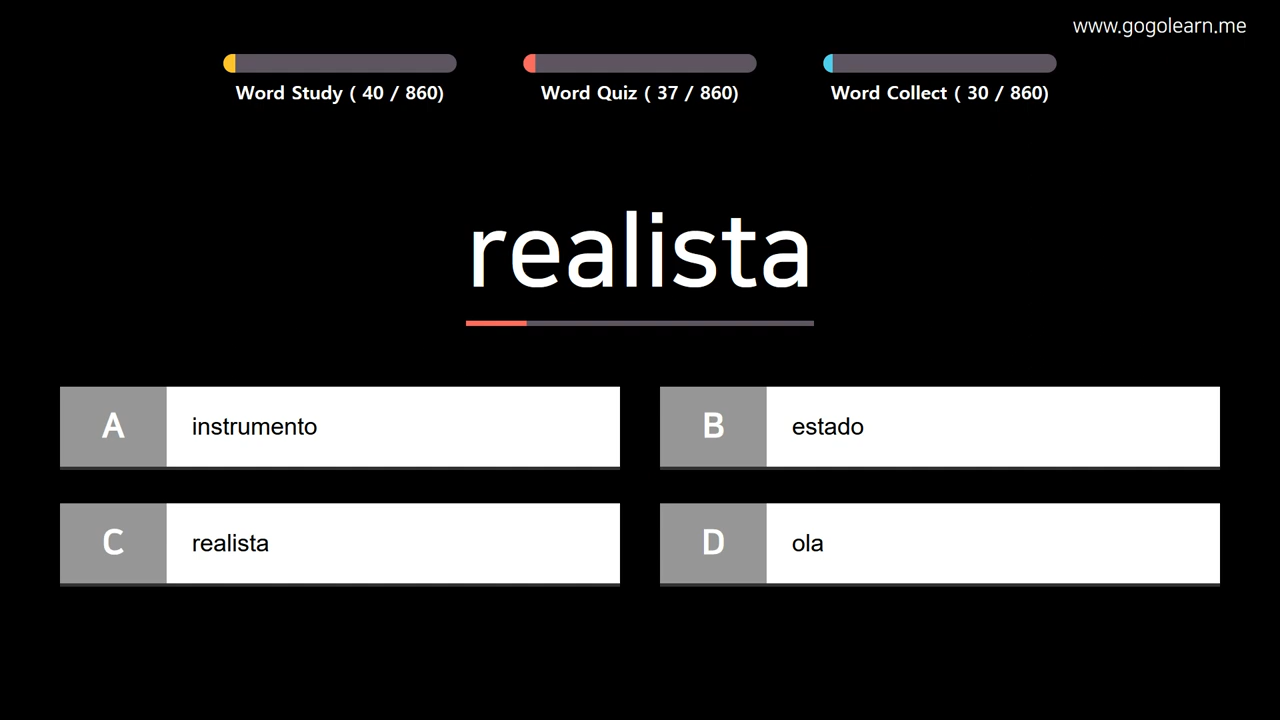 www.gogolearn.me
Word Study ( 40 / 860)
Word Quiz ( 37 / 860)
Word Collect ( 30 / 860)
realista
A instrumento
B estado
C realista
D ola